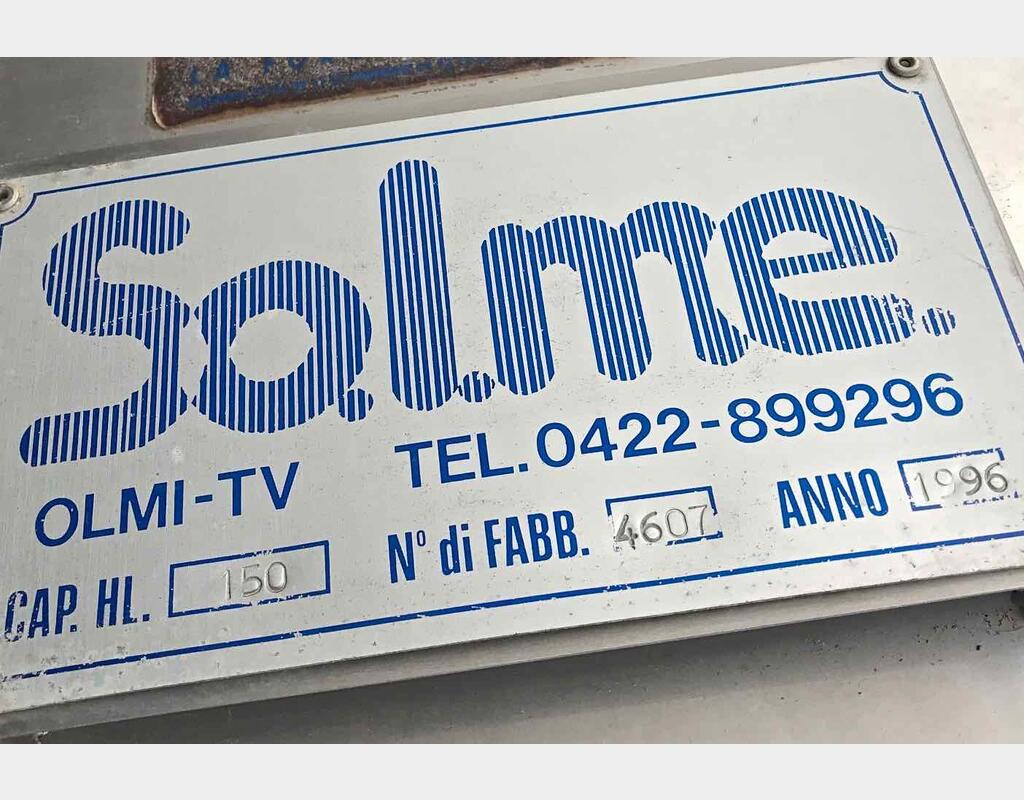 Sa.l.me.
OLMI-TV TEL. 0422-899296
CAP. HL. 150 N° di FABB. 4607 ANNO 1996